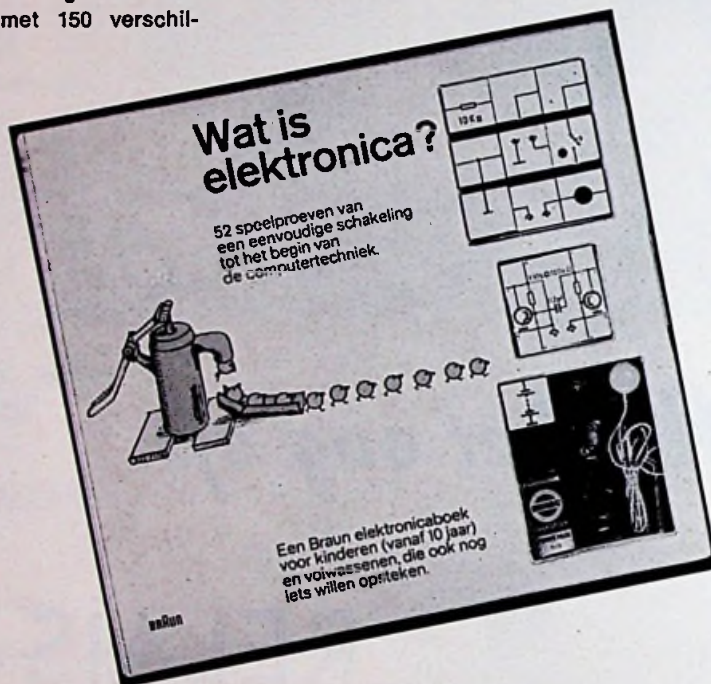 met 150 verschil-
Wat is
elektronica?
52 speelproeven van
een eenvoudige schakeling
tot het begin van
de computertechniek.
10 KΩ
Een Braun elektronicaboek
voor kinderen (vanaf 10 jaar)
en volwassenen, die ook nog
iets willen opsteken.
BRAUN